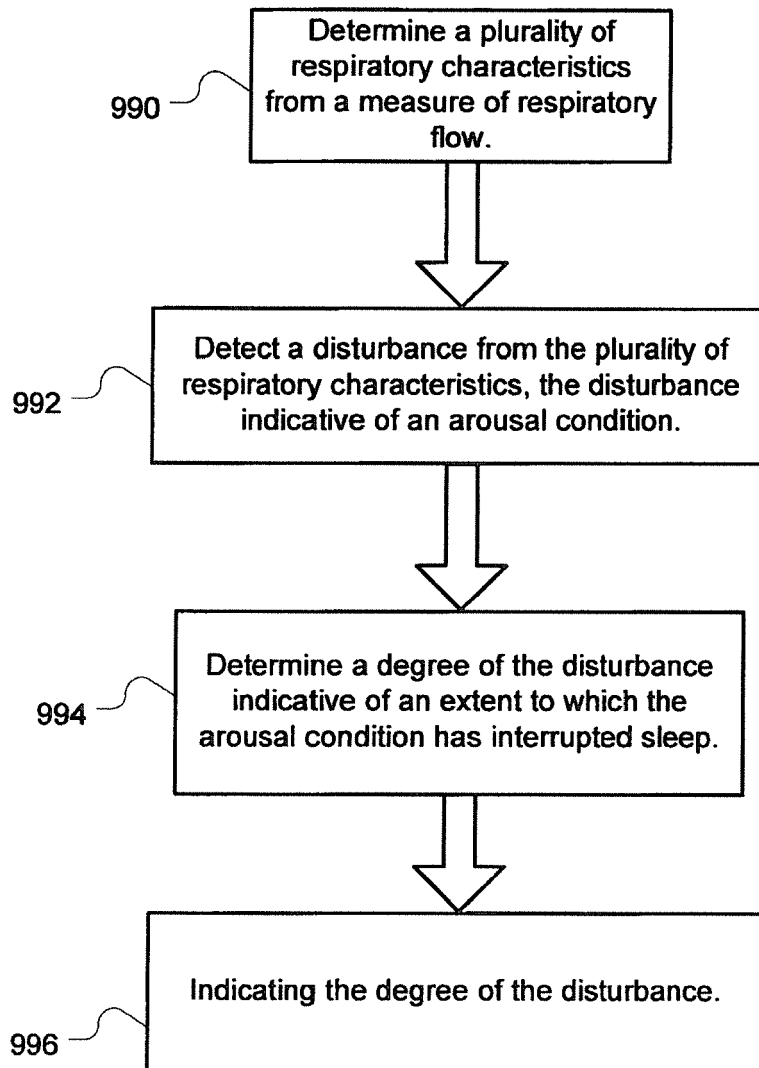 Determine a plurality of
respiratory characteristics
from a measure of respiratory
flow.
990
Detect a disturbance from the plurality of
respiratory characteristics, the disturbance
indicative of an arousal condition.
992
Determine a degree of the disturbance
indicative of an extent to which the
arousal condition has interrupted sleep.
994
Indicating the degree of the disturbance.
996